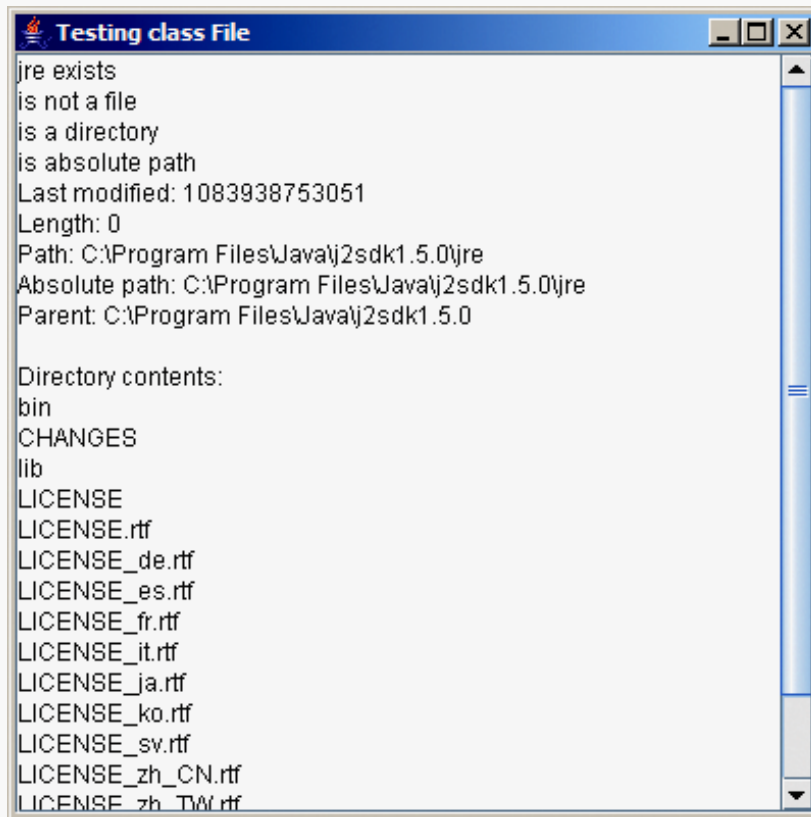 Testing class File
jre exists
is not a file
is a directory
is absolute path
Last modified: 1083938753051
Length: 0
Path: C:\Program Files\Java\j2sdk1.5.0\jre
Absolute path: C:\Program Files\Java\j2sdk1.5.0\jre
Parent: C:\Program Files\Java\j2sdk1.5.0
Directory contents:
bin
CHANGES
lib
LICENSE
LICENSE.rtf
LICENSE_de.rtf
LICENSE_es.rtf
LICENSE_fr.rtf
LICENSE_it.rtf
LICENSE_ja.rtf
LICENSE_ko.rtf
LICENSE_sv.rtf
LICENSE_zh_CN.rtf
LICENSE_zh_TW.rtf